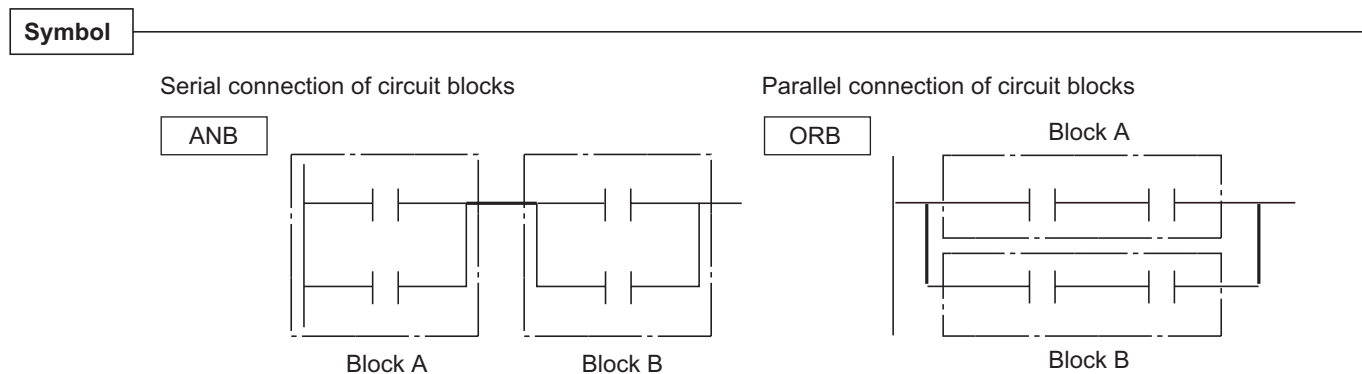 Symbol
Serial connection of circuit blocks
ANB
Block A
Block B
Parallel connection of circuit blocks
ORB
Block A
Block B